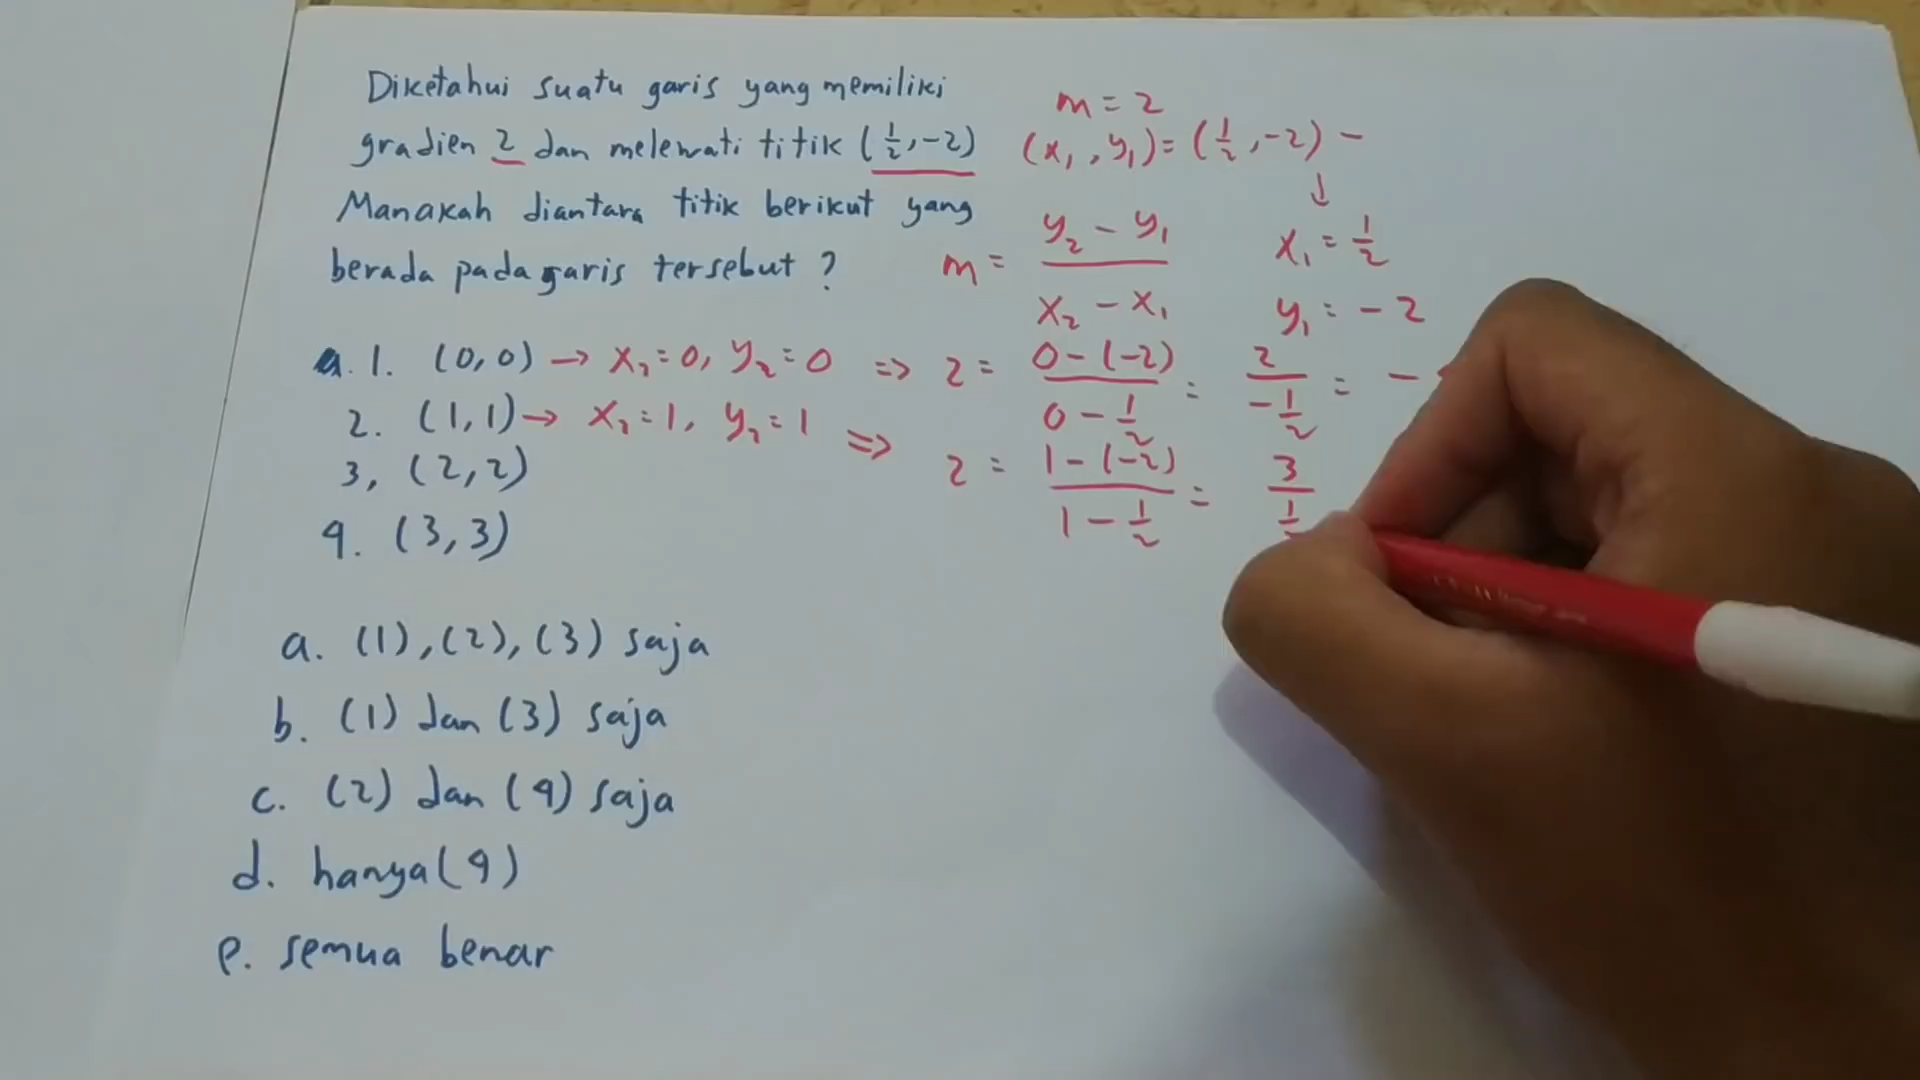 Diketahui suatu garis yang memiliki
gradien 2 dan melewati titik (1/2, -2)
Manakah diantara titik berikut yang
berada pada garis tersebut ?
1. (0, 0) → x₂ = 0, y₂ = 0 ⇒ 2 = (0 - (-2))/(0 - 1/2) = 2/(-1/2) = -
2. (1, 1) → x₂ = 1, y₂ = 1 ⇒ 2 = (1 - (-2))/(1 - 1/2) = 3/(1/2)
3, (2, 2)
4. (3, 3)
a. (1), (2), (3) saja
b. (1) dan (3) saja
c. (2) dan (4) saja
d. hanya (4)
e. semua benar
m = 2
(x₁, y₁) = (1/2, -2) -
↓
m = (y₂ - y₁)/(x₂ - x₁)
x₁ = 1/2
y₁ = -2